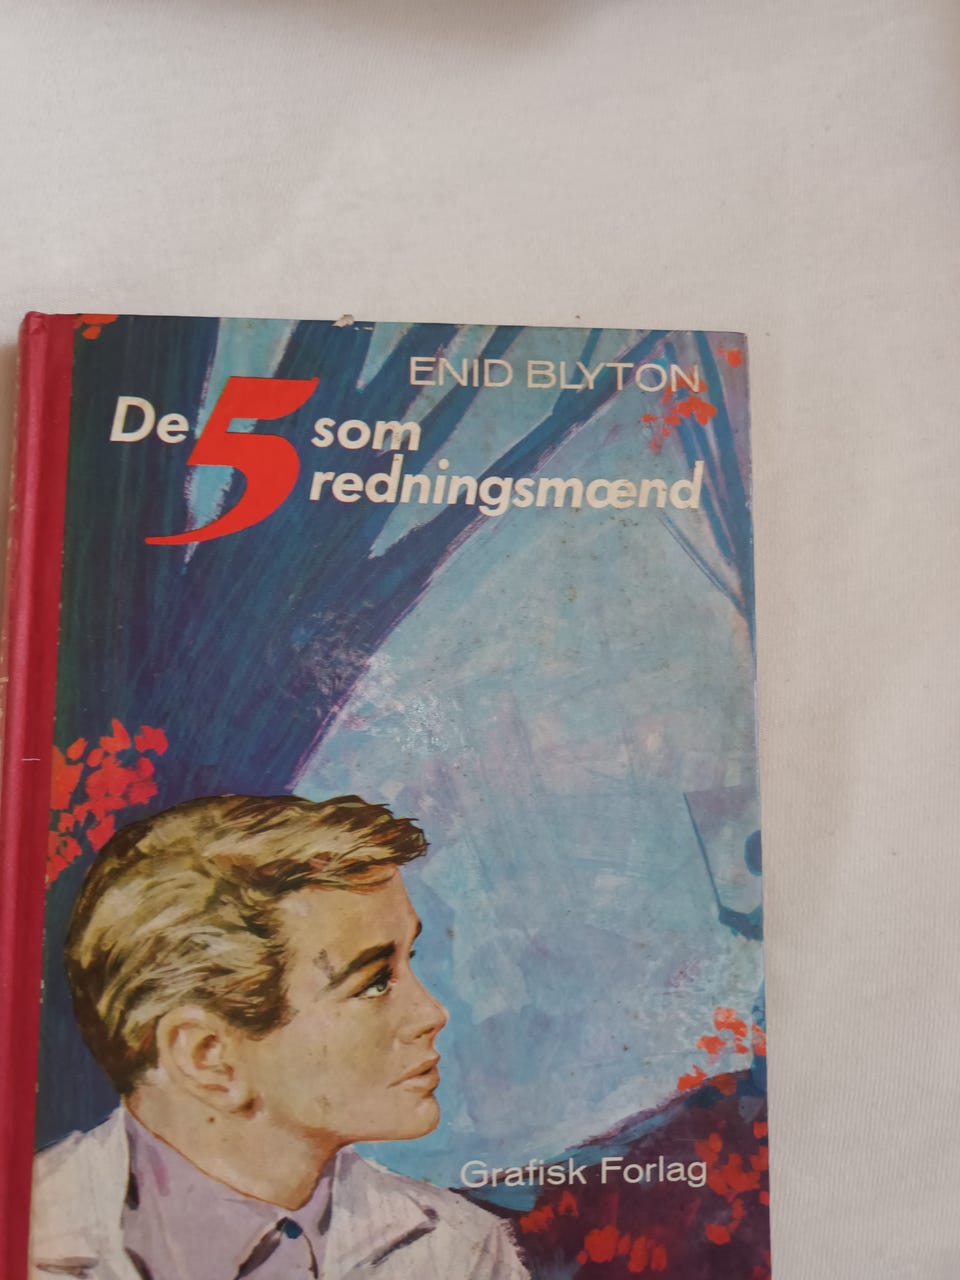 ENID BLYTON
De 5 som
redningsmænd
Grafisk Forlag